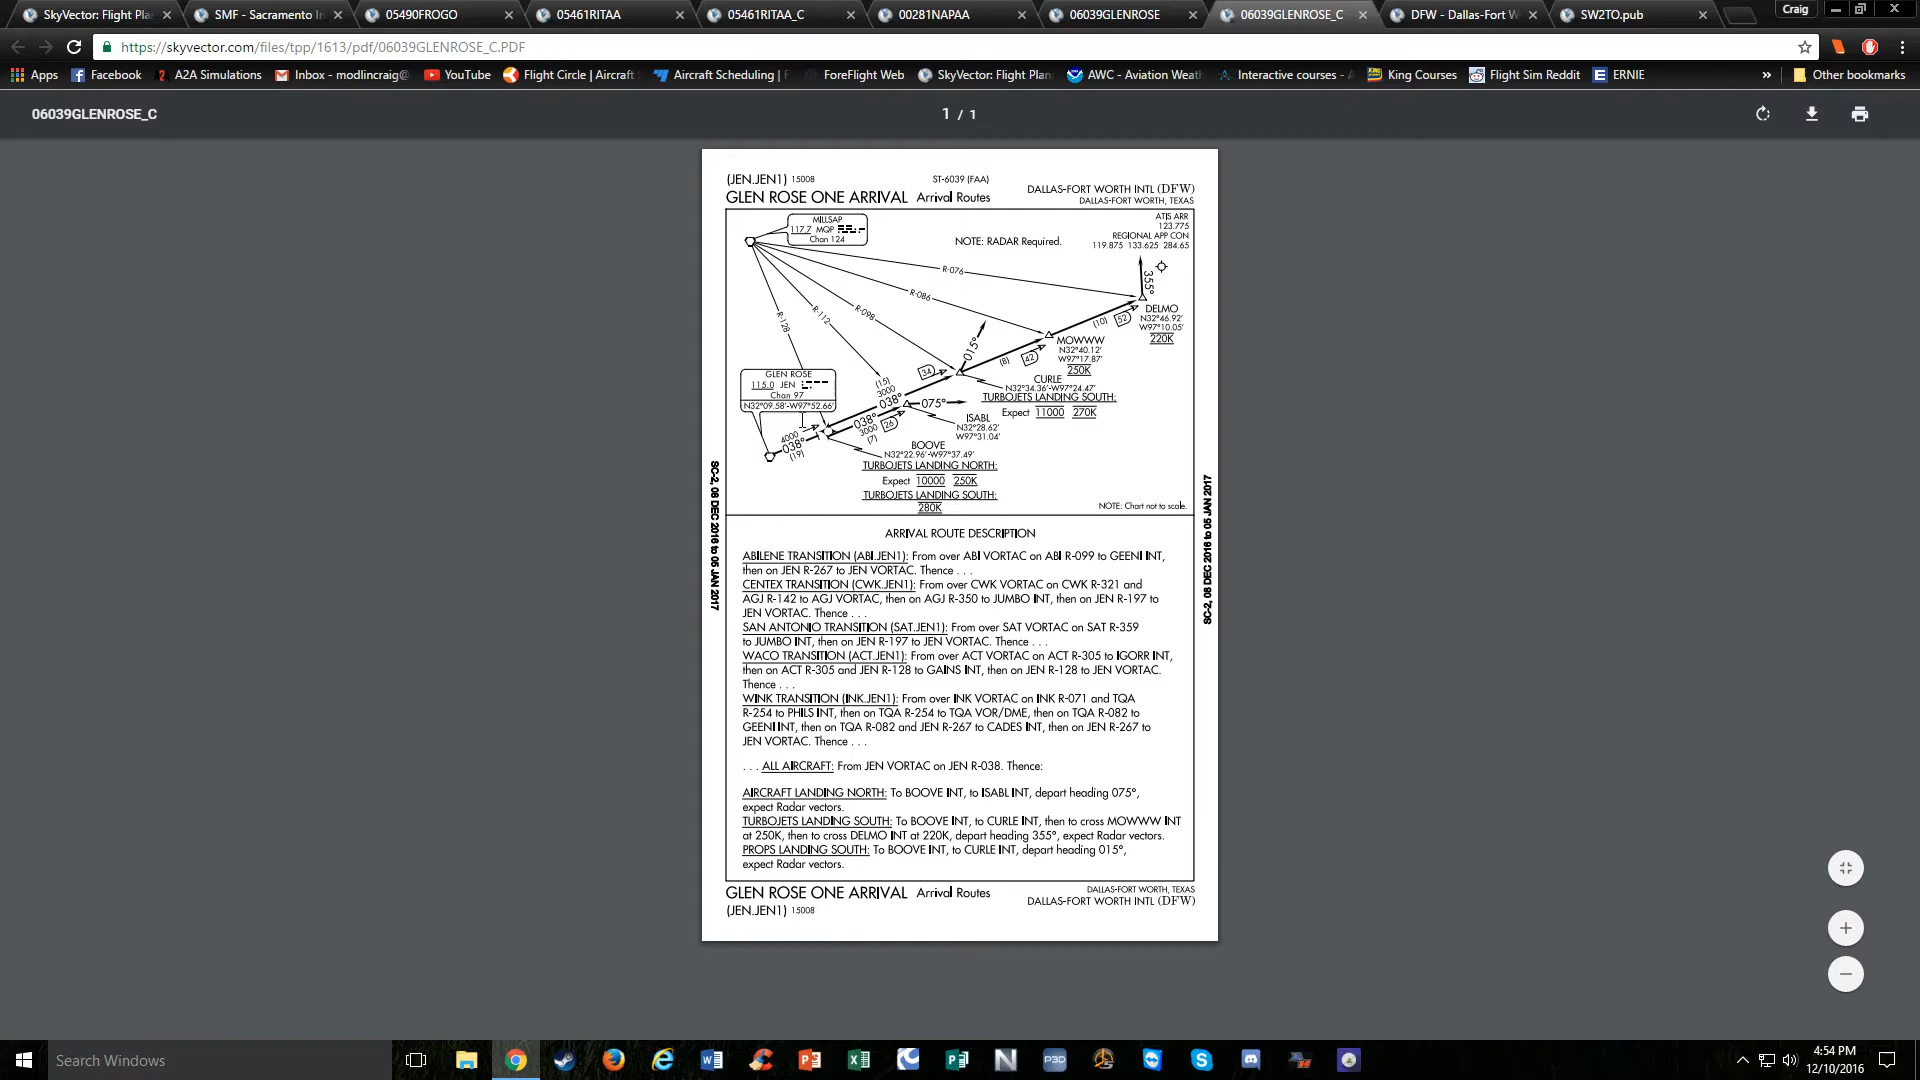 SkyVector: Flight Pla
SMF - Sacramento In
05490FROGO
05461RITAA
05461RITAA_C
00281NAPAA
06039GLENROSE
06039GLENROSE_C
DFW - Dallas-Fort W
SW2TO.pub
Craig
https://skyvector.com/files/tpp/1613/pdf/06039GLENROSE_C.PDF
Apps
Facebook
A2A Simulations
Inbox - modlincraig@
YouTube
Flight Circle | Aircraft
Aircraft Scheduling | F
ForeFlight Web
SkyVector: Flight Plan
AWC - Aviation Weath
Interactive courses - A
King Courses
Flight Sim Reddit
ERNIE
»
Other bookmarks
06039GLENROSE_C
1 / 1
(JEN.JEN1) 15008
ST-6039 (FAA)
DALLAS-FORT WORTH INTL (DFW)
GLEN ROSE ONE ARRIVAL Arrival Routes
DALLAS-FORT WORTH, TEXAS
ATIS ARR
123.775
REGIONAL APP CON
119.875 133.625 284.65
MILLSAP
117.7 MQP
Chan 124
NOTE: RADAR Required.
R-076
R-086
R-098
R-112
R-128
355°
DELMO
N32°46.92'
W97°10.05'
220K
(10) 52
MOWWW
N32°40.12'
W97°17.87'
250K
(8) 42
015°
CURLE
N32°34.36'-W97°24.47'
TURBOJETS LANDING SOUTH:
Expect 11000 270K
34
(15)
3000
038°
GLEN ROSE
115.0 JEN
Chan 97
N32°09.58'-W97°52.66'
075°
ISABL
N32°28.62'
W97°31.04'
038°
3000 26
(7)
4000
038°
(19)
BOOVE
N32°22.96'-W97°37.49'
TURBOJETS LANDING NORTH:
Expect 10000 250K
TURBOJETS LANDING SOUTH:
280K
NOTE: Chart not to scale.
SC-2, 08 DEC 2016 to 05 JAN 2017
SC-2, 08 DEC 2016 to 05 JAN 2017
ARRIVAL ROUTE DESCRIPTION
ABILENE TRANSITION (ABI.JEN1): From over ABI VORTAC on ABI R-099 to GEENI INT,
then on JEN R-267 to JEN VORTAC. Thence . . .
CENTEX TRANSITION (CWK.JEN1): From over CWK VORTAC on CWK R-321 and
AGJ R-142 to AGJ VORTAC, then on AGJ R-350 to JUMBO INT, then on JEN R-197 to
JEN VORTAC. Thence . . .
SAN ANTONIO TRANSITION (SAT.JEN1): From over SAT VORTAC on SAT R-359
to JUMBO INT, then on JEN R-197 to JEN VORTAC. Thence . . .
WACO TRANSITION (ACT.JEN1): From over ACT VORTAC on ACT R-305 to IGORR INT,
then on ACT R-305 and JEN R-128 to GAINS INT, then on JEN R-128 to JEN VORTAC.
Thence . . .
WINK TRANSITION (INK.JEN1): From over INK VORTAC on INK R-071 and TQA
R-254 to PHILS INT, then on TQA R-254 to TQA VOR/DME, then on TQA R-082 to
GEENI INT, then on TQA R-082 and JEN R-267 to CADES INT, then on JEN R-267 to
JEN VORTAC. Thence . . .
. . . ALL AIRCRAFT: From JEN VORTAC on JEN R-038. Thence:
AIRCRAFT LANDING NORTH: To BOOVE INT, to ISABL INT, depart heading 075°,
expect Radar vectors.
TURBOJETS LANDING SOUTH: To BOOVE INT, to CURLE INT, then to cross MOWWW INT
at 250K, then to cross DELMO INT at 220K, depart heading 355°, expect Radar vectors.
PROPS LANDING SOUTH: To BOOVE INT, to CURLE INT, depart heading 015°,
expect Radar vectors.
GLEN ROSE ONE ARRIVAL Arrival Routes
DALLAS-FORT WORTH, TEXAS
DALLAS-FORT WORTH INTL (DFW)
(JEN.JEN1) 15008
Search Windows
P3D
4:54 PM
12/10/2016